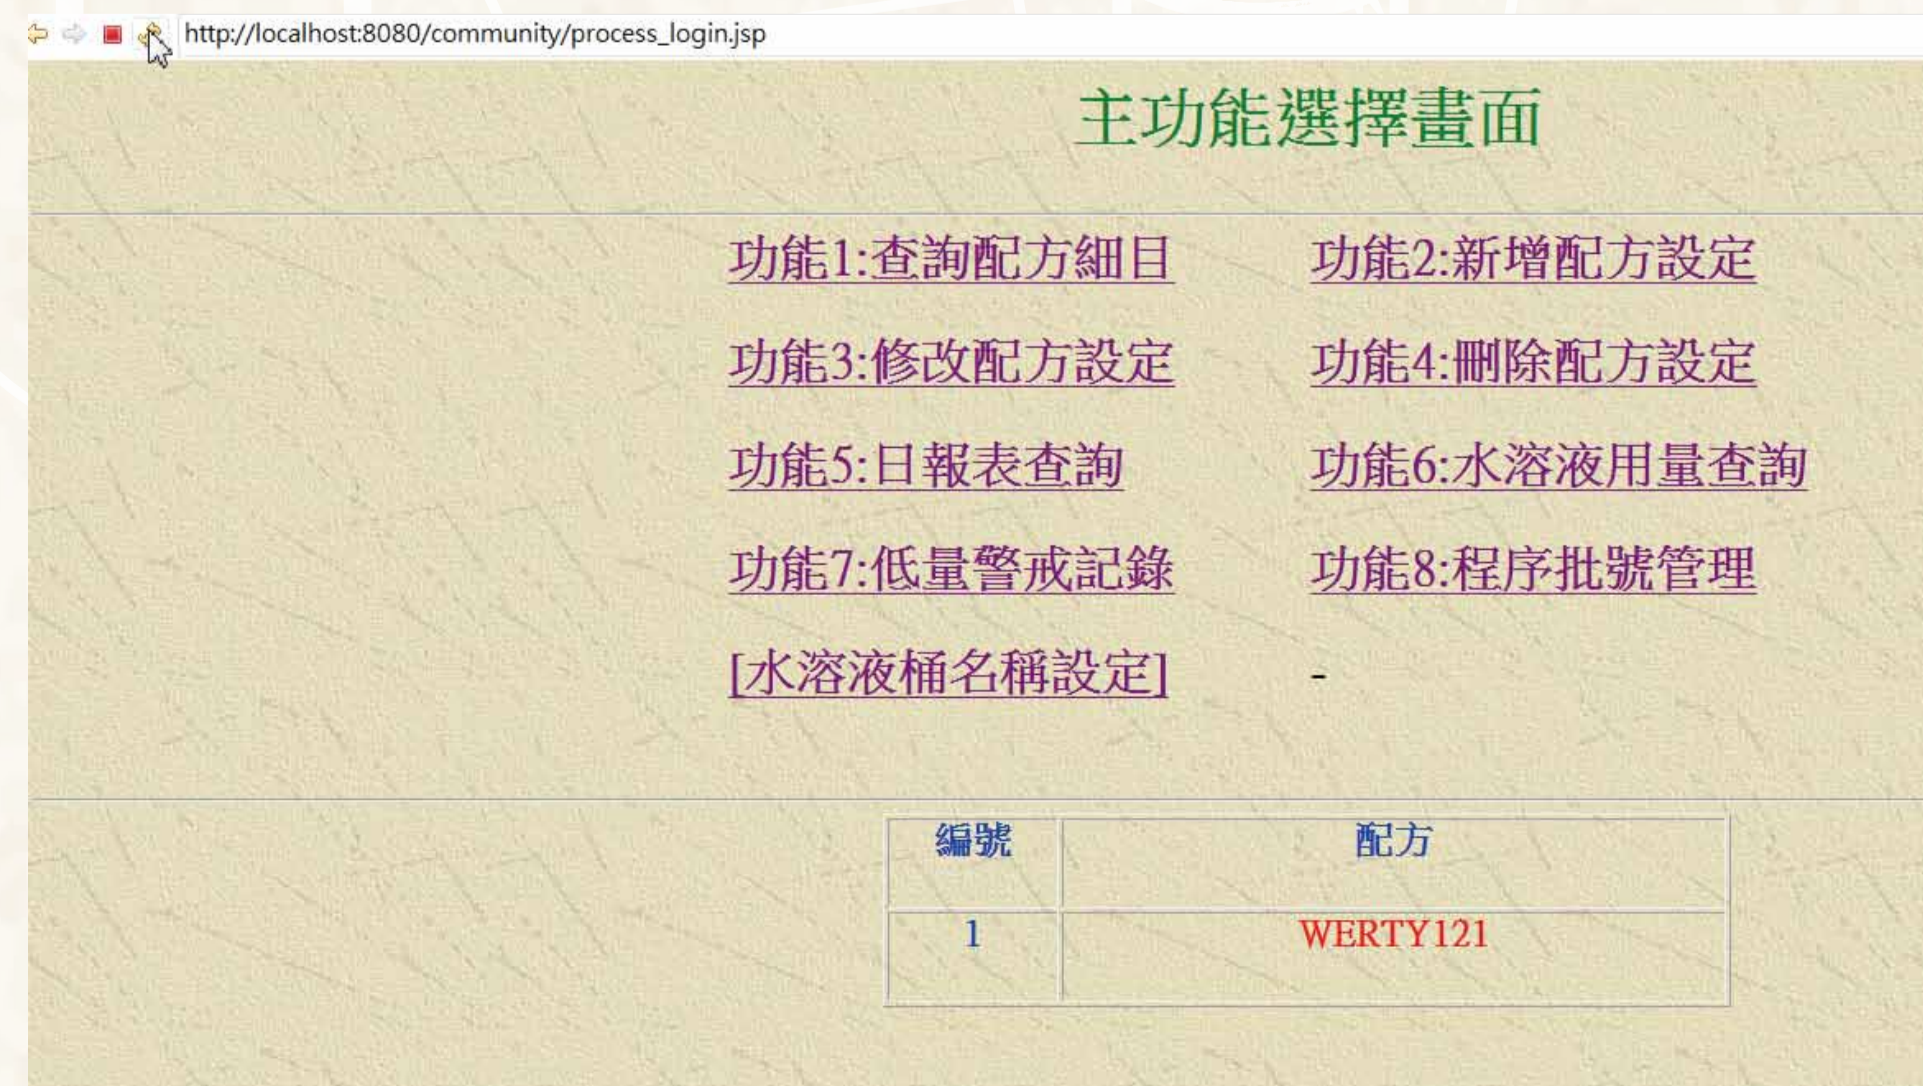 http://localhost:8080/community/process_login.jsp
主功能選擇畫面
功能1:查詢配方細目 功能2:新增配方設定
功能3:修改配方設定 功能4:刪除配方設定
功能5:日報表查詢 功能6:水溶液用量查詢
功能7:低量警戒記錄 功能8:程序批號管理
[水溶液桶名稱設定] -
編號 配方
1 WERTY121